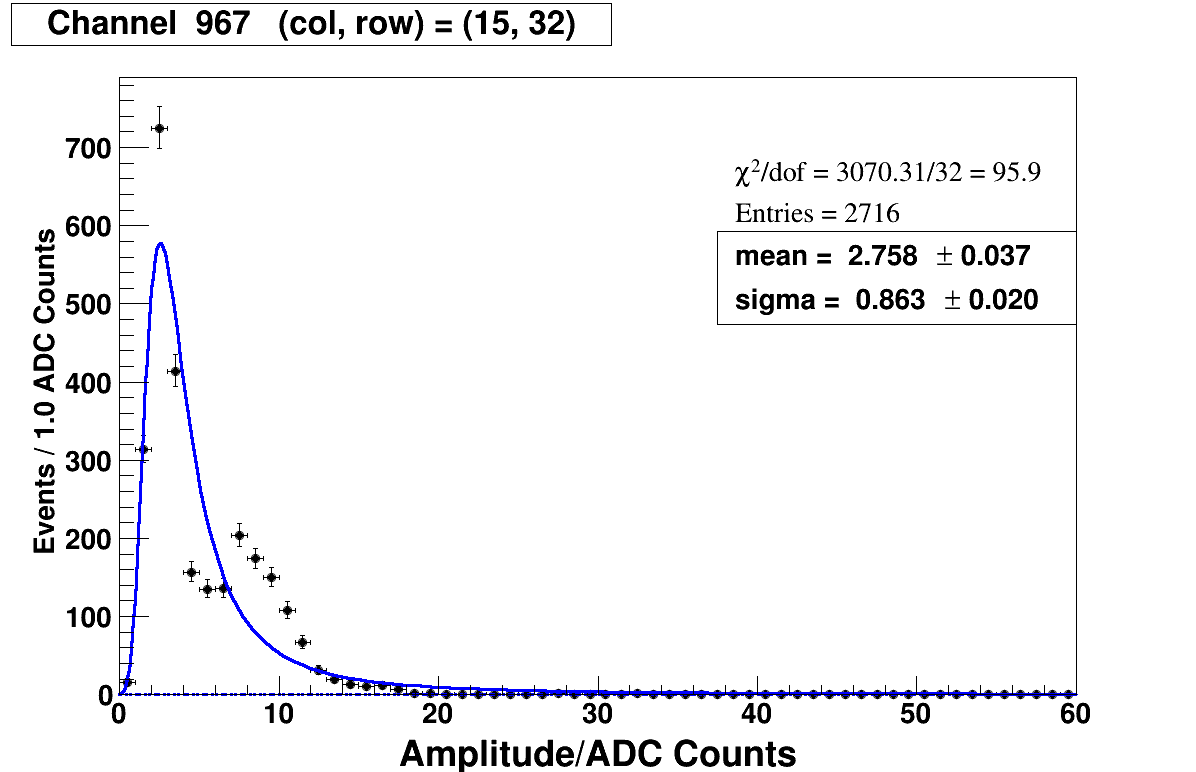 Channel 967 (col, row) = (15, 32)
χ²/dof = 3070.31/32 = 95.9
Entries = 2716
mean = 2.758 ± 0.037
sigma = 0.863 ± 0.020
Events / 1.0 ADC Counts
700
600
500
400
300
200
100
0
0 10 20 30 40 50 60
Amplitude/ADC Counts